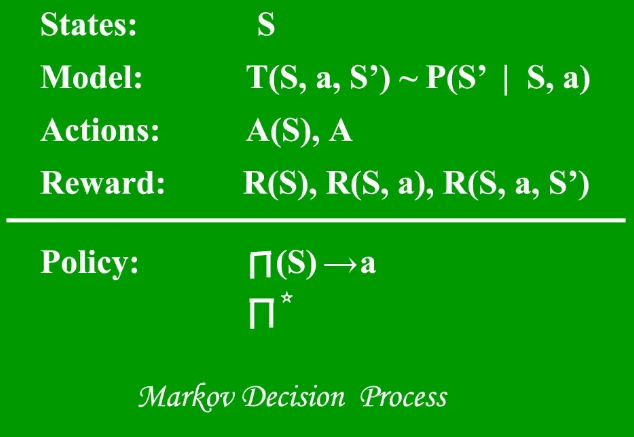 States: S
Model: T(S, a, S’) ~ P(S’ | S, a)
Actions: A(S), A
Reward: R(S), R(S, a), R(S, a, S’)
Policy: ∏(S) →a
∏*
Markov Decision Process